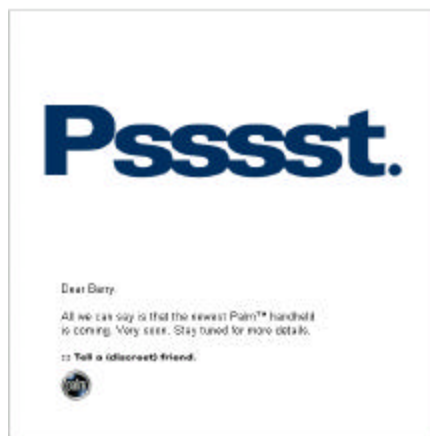 Psssst.
Dear Barry,
All we can say is that the newest Palm™ handheld
is coming. Very soon. Stay tuned for more details.
:: Tell a (discreet) friend.
palm